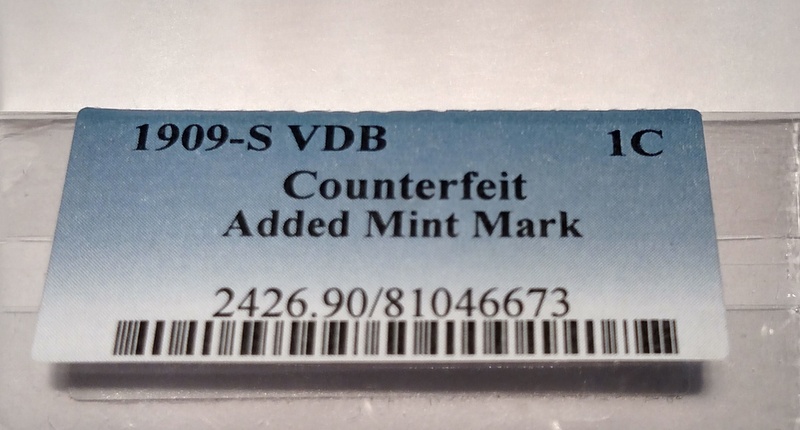 1909-S VDB 1C
Counterfeit
Added Mint Mark
2426.90/81046673